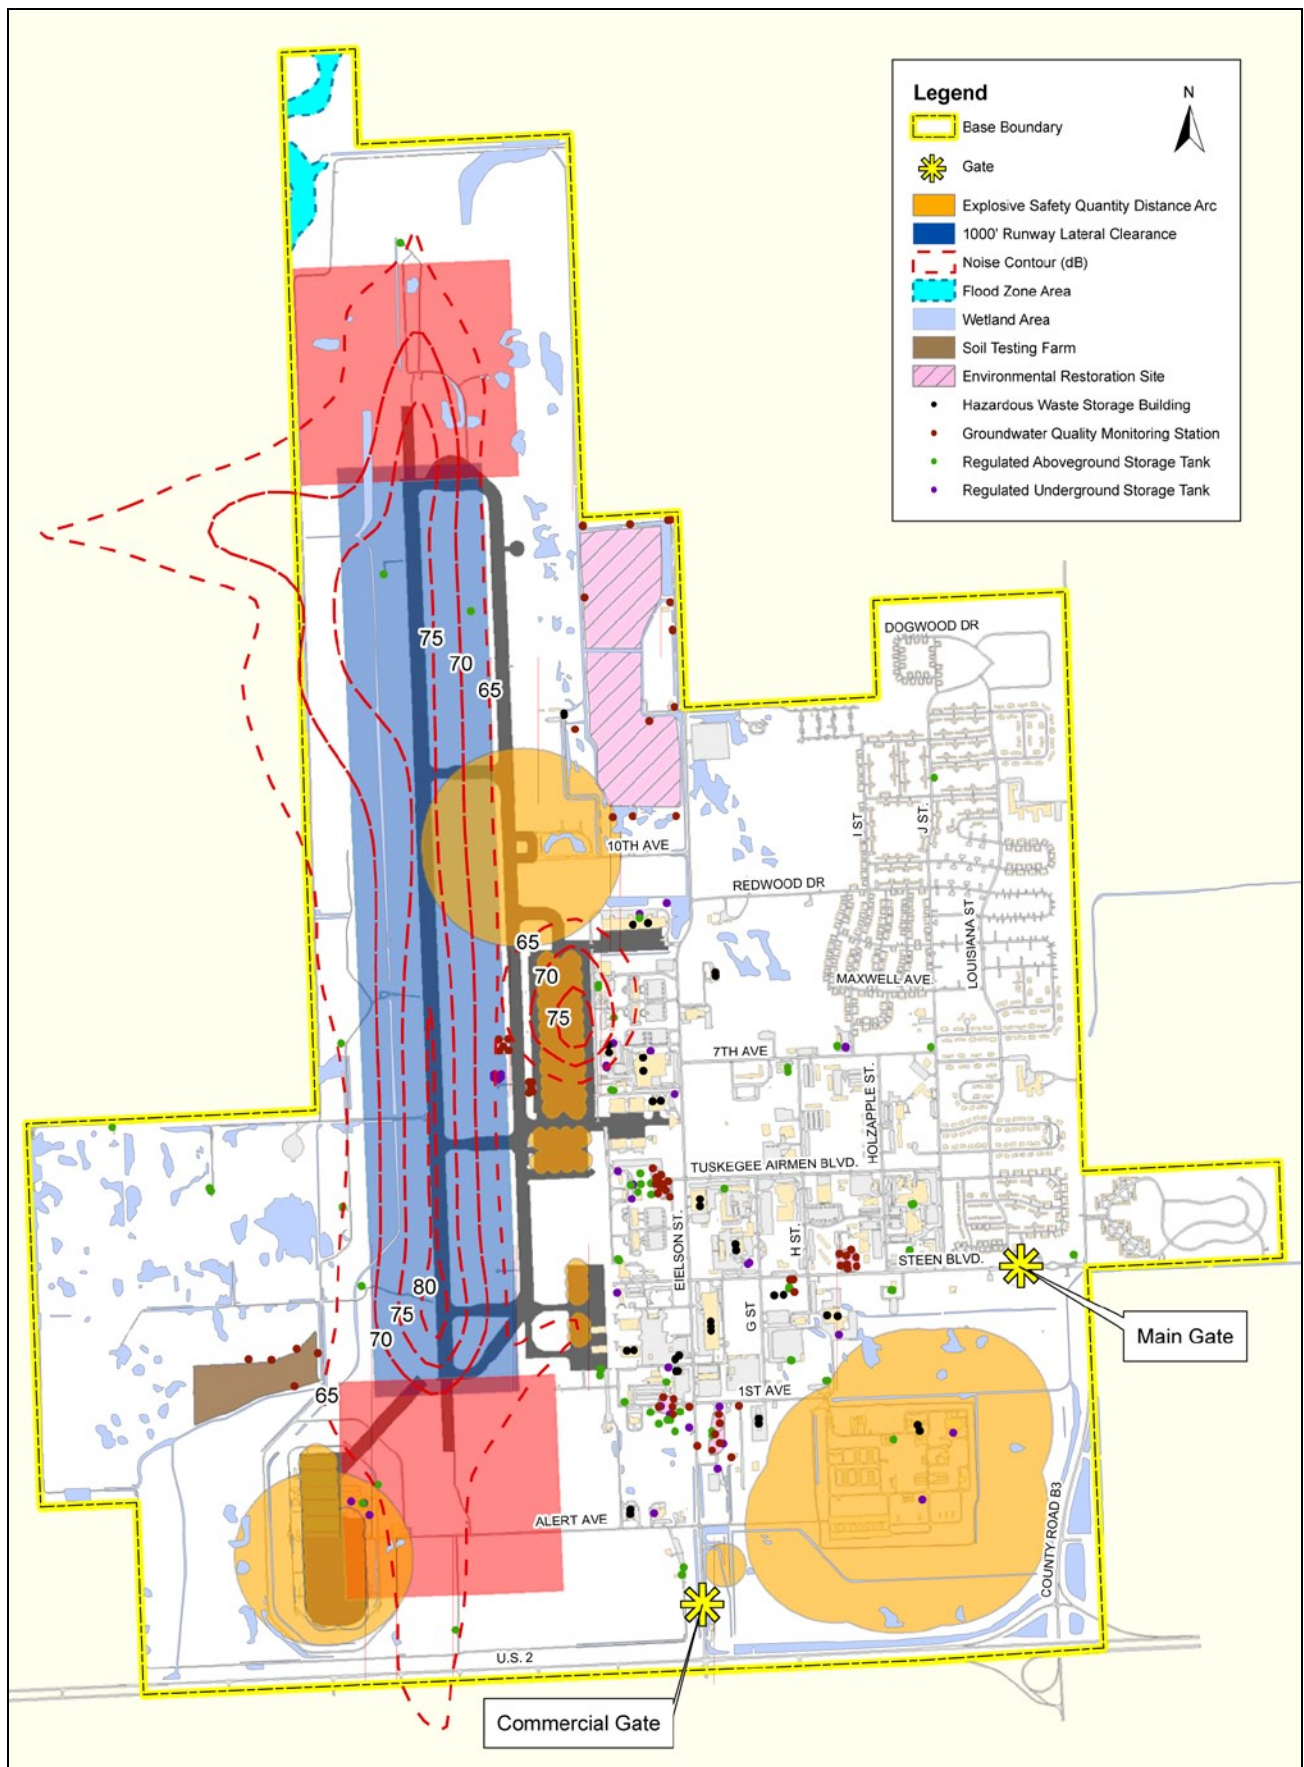 Legend
N
Base Boundary
Gate
Explosive Safety Quantity Distance Arc
1000' Runway Lateral Clearance
Noise Contour (dB)
Flood Zone Area
Wetland Area
Soil Testing Farm
Environmental Restoration Site
Hazardous Waste Storage Building
Groundwater Quality Monitoring Station
Regulated Aboveground Storage Tank
Regulated Underground Storage Tank
DOGWOOD DR
75
70
65
I ST.
J ST.
10TH AVE
REDWOOD DR
LOUISIANA ST
65
70
MAXWELL AVE.
75
7TH AVE
HOLZAPPLE ST.
TUSKEGEE AIRMEN BLVD.
EIELSON ST.
H ST.
STEEN BLVD.
80
75
70
G ST
Main Gate
65
1ST AVE
ALERT AVE
COUNTY ROAD B3
U.S. 2
Commercial Gate